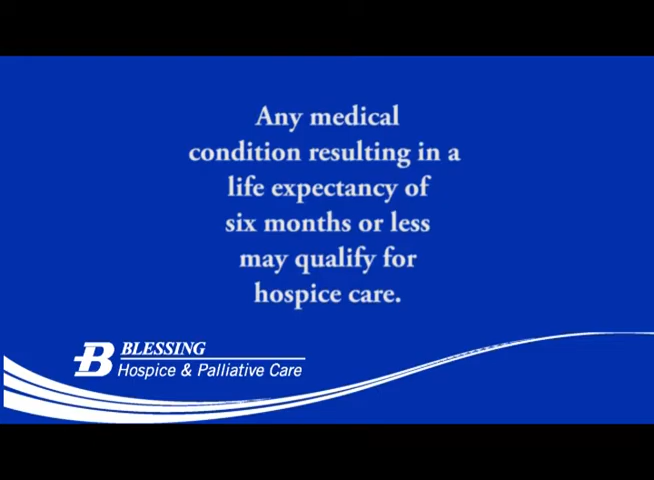 Any medical
condition resulting in a
life expectancy of
six months or less
may qualify for
hospice care.
B BLESSING
Hospice & Palliative Care